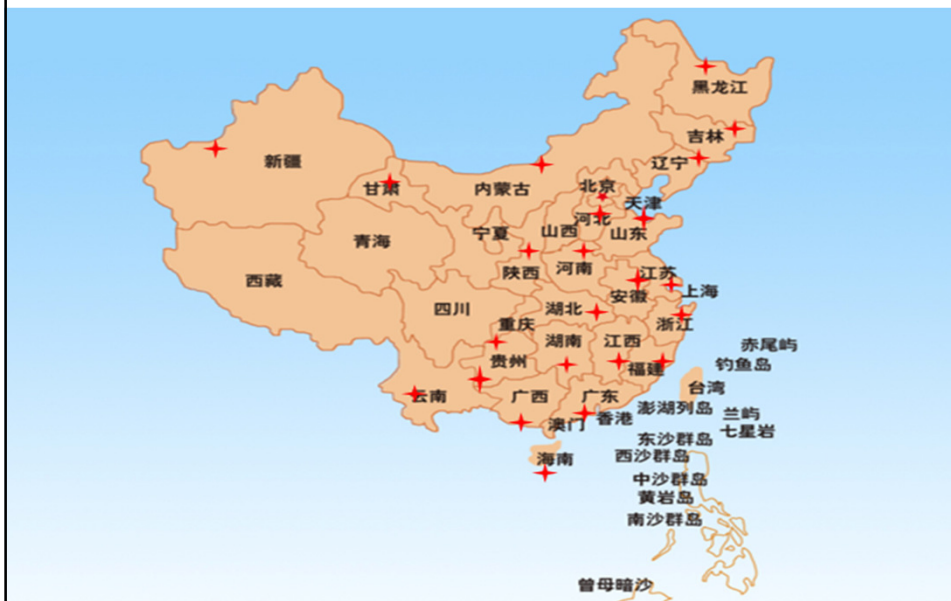 黑龙江
吉林
辽宁
新疆
甘肃
内蒙古
北京
天津
河北
宁夏
山西
山东
青海
陕西
河南
江苏
西藏
安徽
上海
四川
重庆
湖北
浙江
湖南
江西
赤尾屿
贵州
福建
钓鱼岛
云南
广西
广东
台湾
澎湖列岛
澳门
香港
兰屿
七星岩
东沙群岛
海南
西沙群岛
中沙群岛
黄岩岛
南沙群岛
曾母暗沙